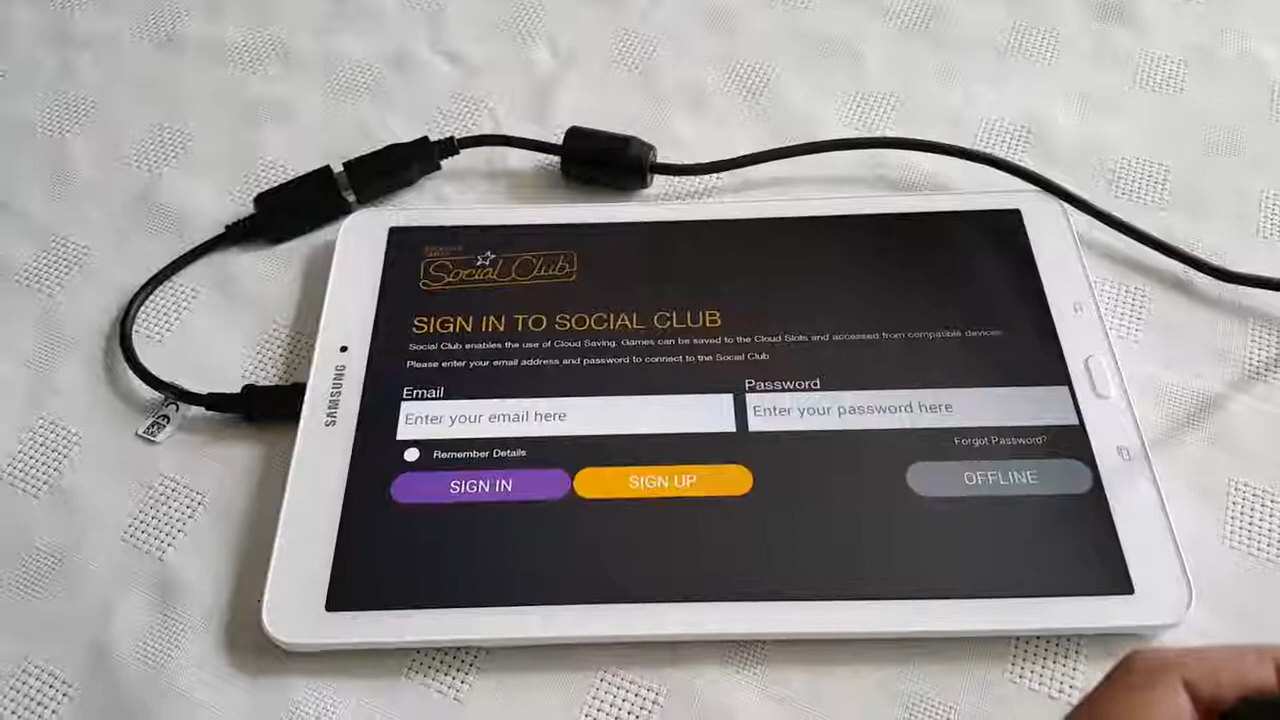 Social Club
SIGN IN TO SOCIAL CLUB
Social Club enables the use of Cloud Saving. Games can be saved to the Cloud Slots and accessed from compatible devices.
Please enter your email address and password to connect to the Social Club
Email
Password
Enter your email here
Enter your password here
Remember Details
Forgot Password?
SIGN IN
SIGN UP
OFFLINE
SAMSUNG
CE